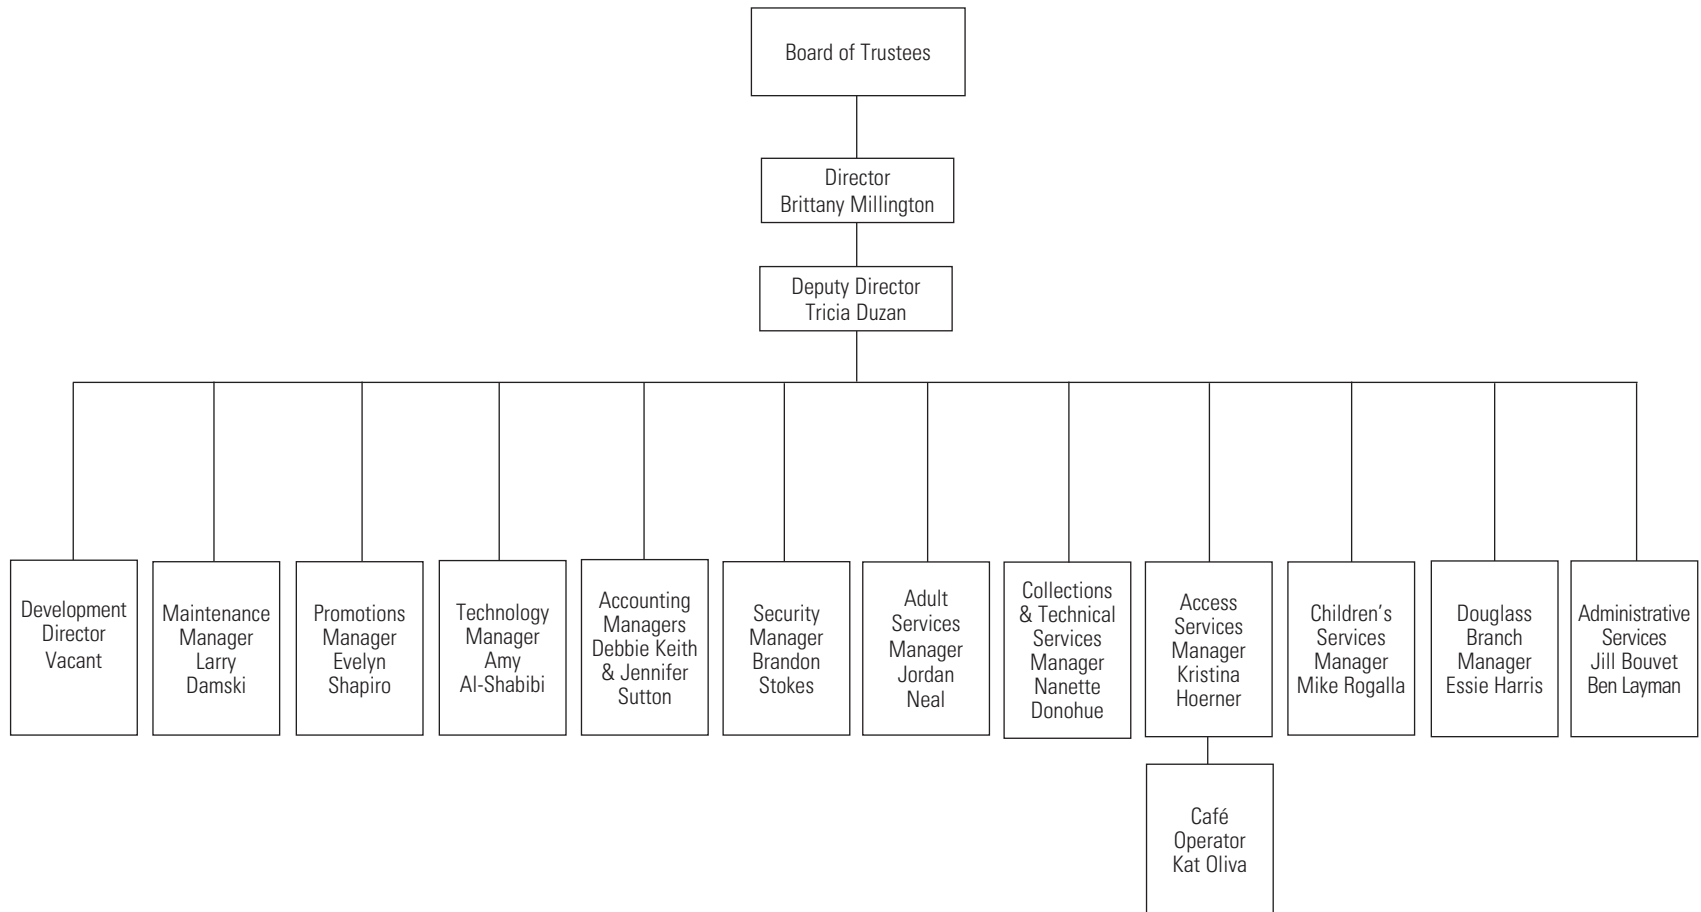 Board of Trustees
Director
Brittany Millington
Deputy Director
Tricia Duzan
Development
Director
Vacant
Maintenance
Manager
Larry
Damski
Promotions
Manager
Evelyn
Shapiro
Technology
Manager
Amy
Al-Shabibi
Accounting
Managers
Debbie Keith
& Jennifer
Sutton
Security
Manager
Brandon
Stokes
Adult
Services
Manager
Jordan
Neal
Collections
& Technical
Services
Manager
Nanette
Donohue
Access
Services
Manager
Kristina
Hoerner
Children’s
Services
Manager
Mike Rogalla
Douglass
Branch
Manager
Essie Harris
Administrative
Services
Jill Bouvet
Ben Layman
Café
Operator
Kat Oliva